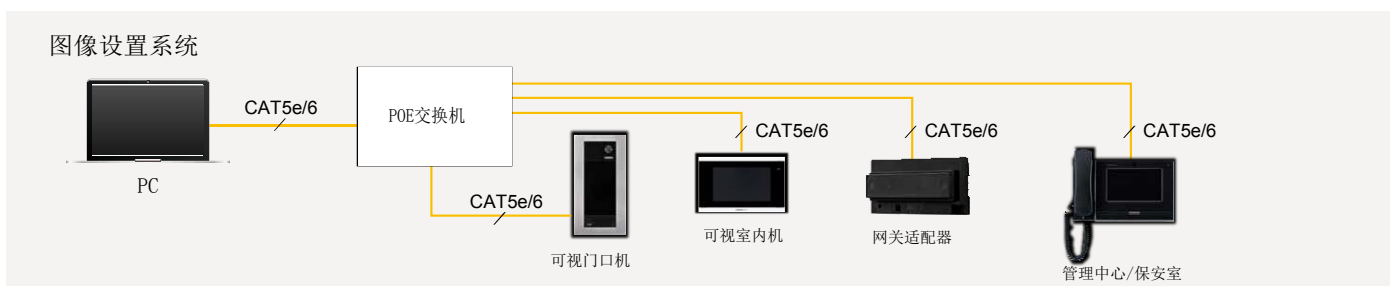 图像设置系统
CAT5e/6
POE交换机
PC
CAT5e/6
CAT5e/6
CAT5e/6
CAT5e/6
可视门口机
可视室内机
网关适配器
管理中心/保安室